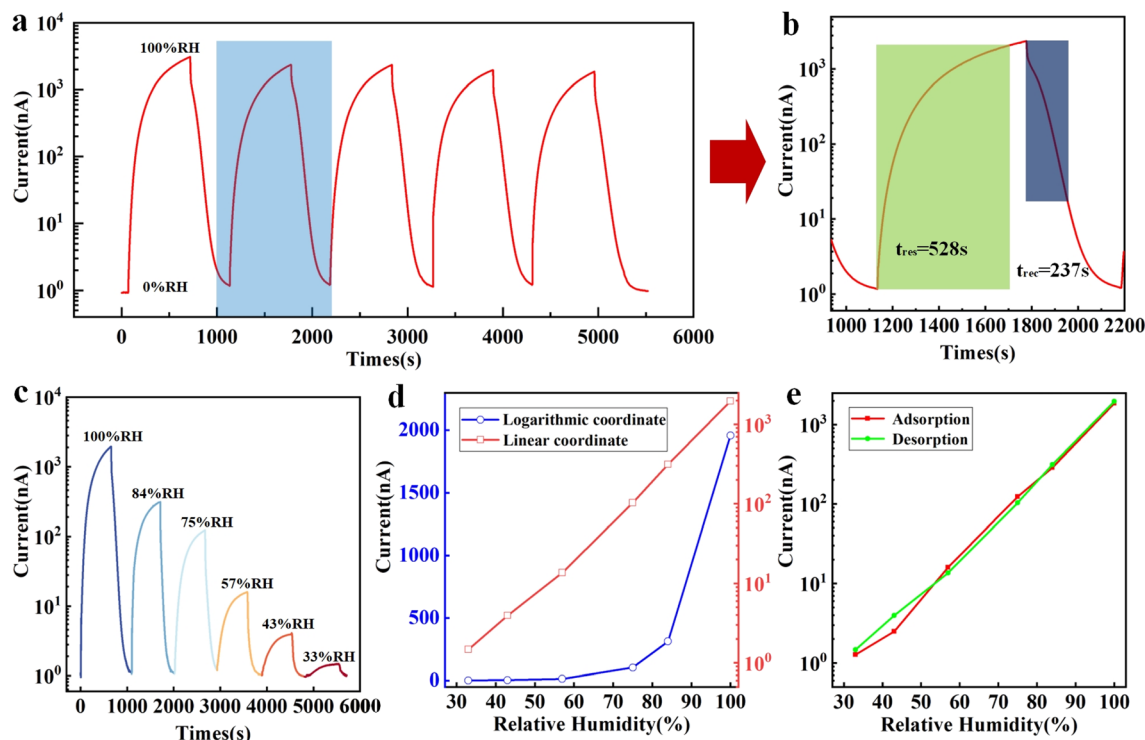 a
Current(nA)
10⁴
10³
10²
10¹
10⁰
100%RH
0%RH
0 1000 2000 3000 4000 5000 6000
Times(s)
b
Current(nA)
10³
10²
10¹
10⁰
tres=528s
trec=237s
1000 1200 1400 1600 1800 2000 2200
Times(s)
c
Current(nA)
10⁴
10³
10²
10¹
10⁰
100%RH
84%RH
75%RH
57%RH
43%RH
33%RH
0 1000 2000 3000 4000 5000 6000
Times(s)
d
Current(nA)
2000
1500
1000
500
0
Logarithmic coordinate
Linear coordinate
10³
10²
10¹
10⁰
30 40 50 60 70 80 90 100
Relative Humidity(%)
e
Current(nA)
10³
10²
10¹
10⁰
Adsorption
Desorption
30 40 50 60 70 80 90 100
Relative Humidity(%)